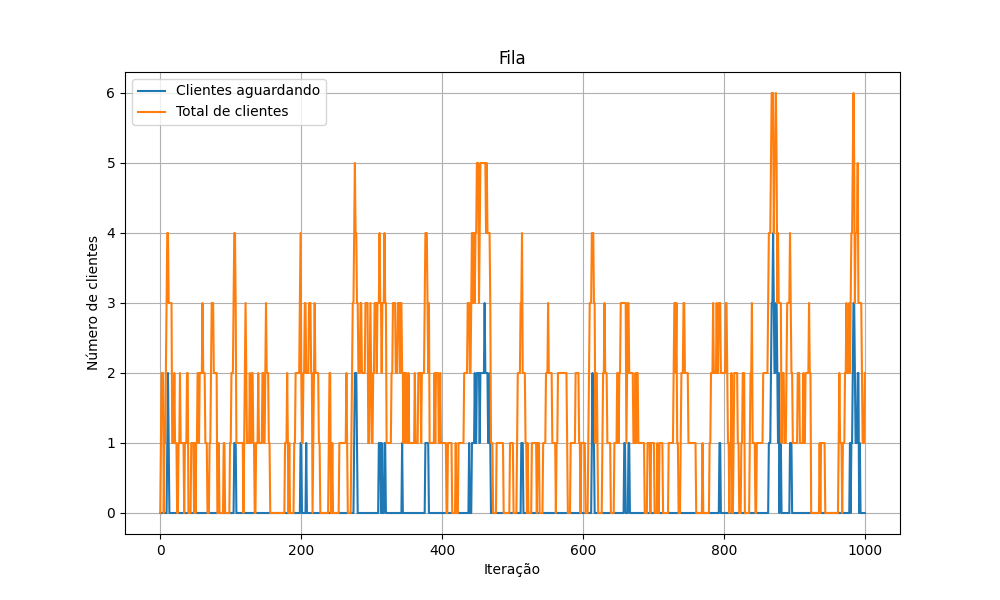 Fila
Clientes aguardando
Total de clientes
Número de clientes
6
5
4
3
2
1
0
0 200 400 600 800 1000
Iteração